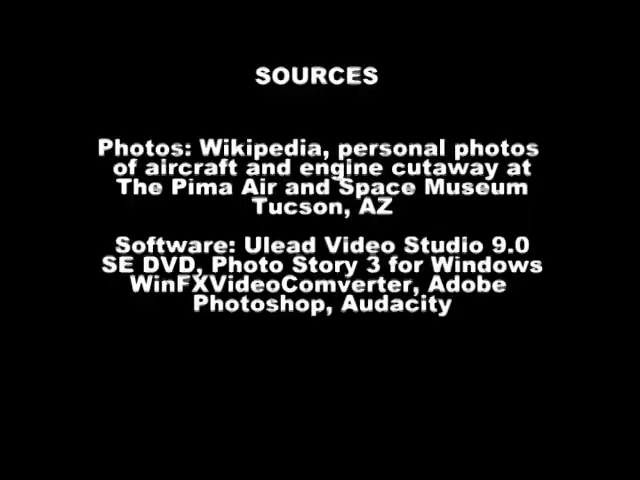 SOURCES
Photos: Wikipedia, personal photos
of aircraft and engine cutaway at
The Pima Air and Space Museum
Tucson, AZ
Software: Ulead Video Studio 9.0
SE DVD, Photo Story 3 for Windows
WinFXVideoComverter, Adobe
Photoshop, Audacity